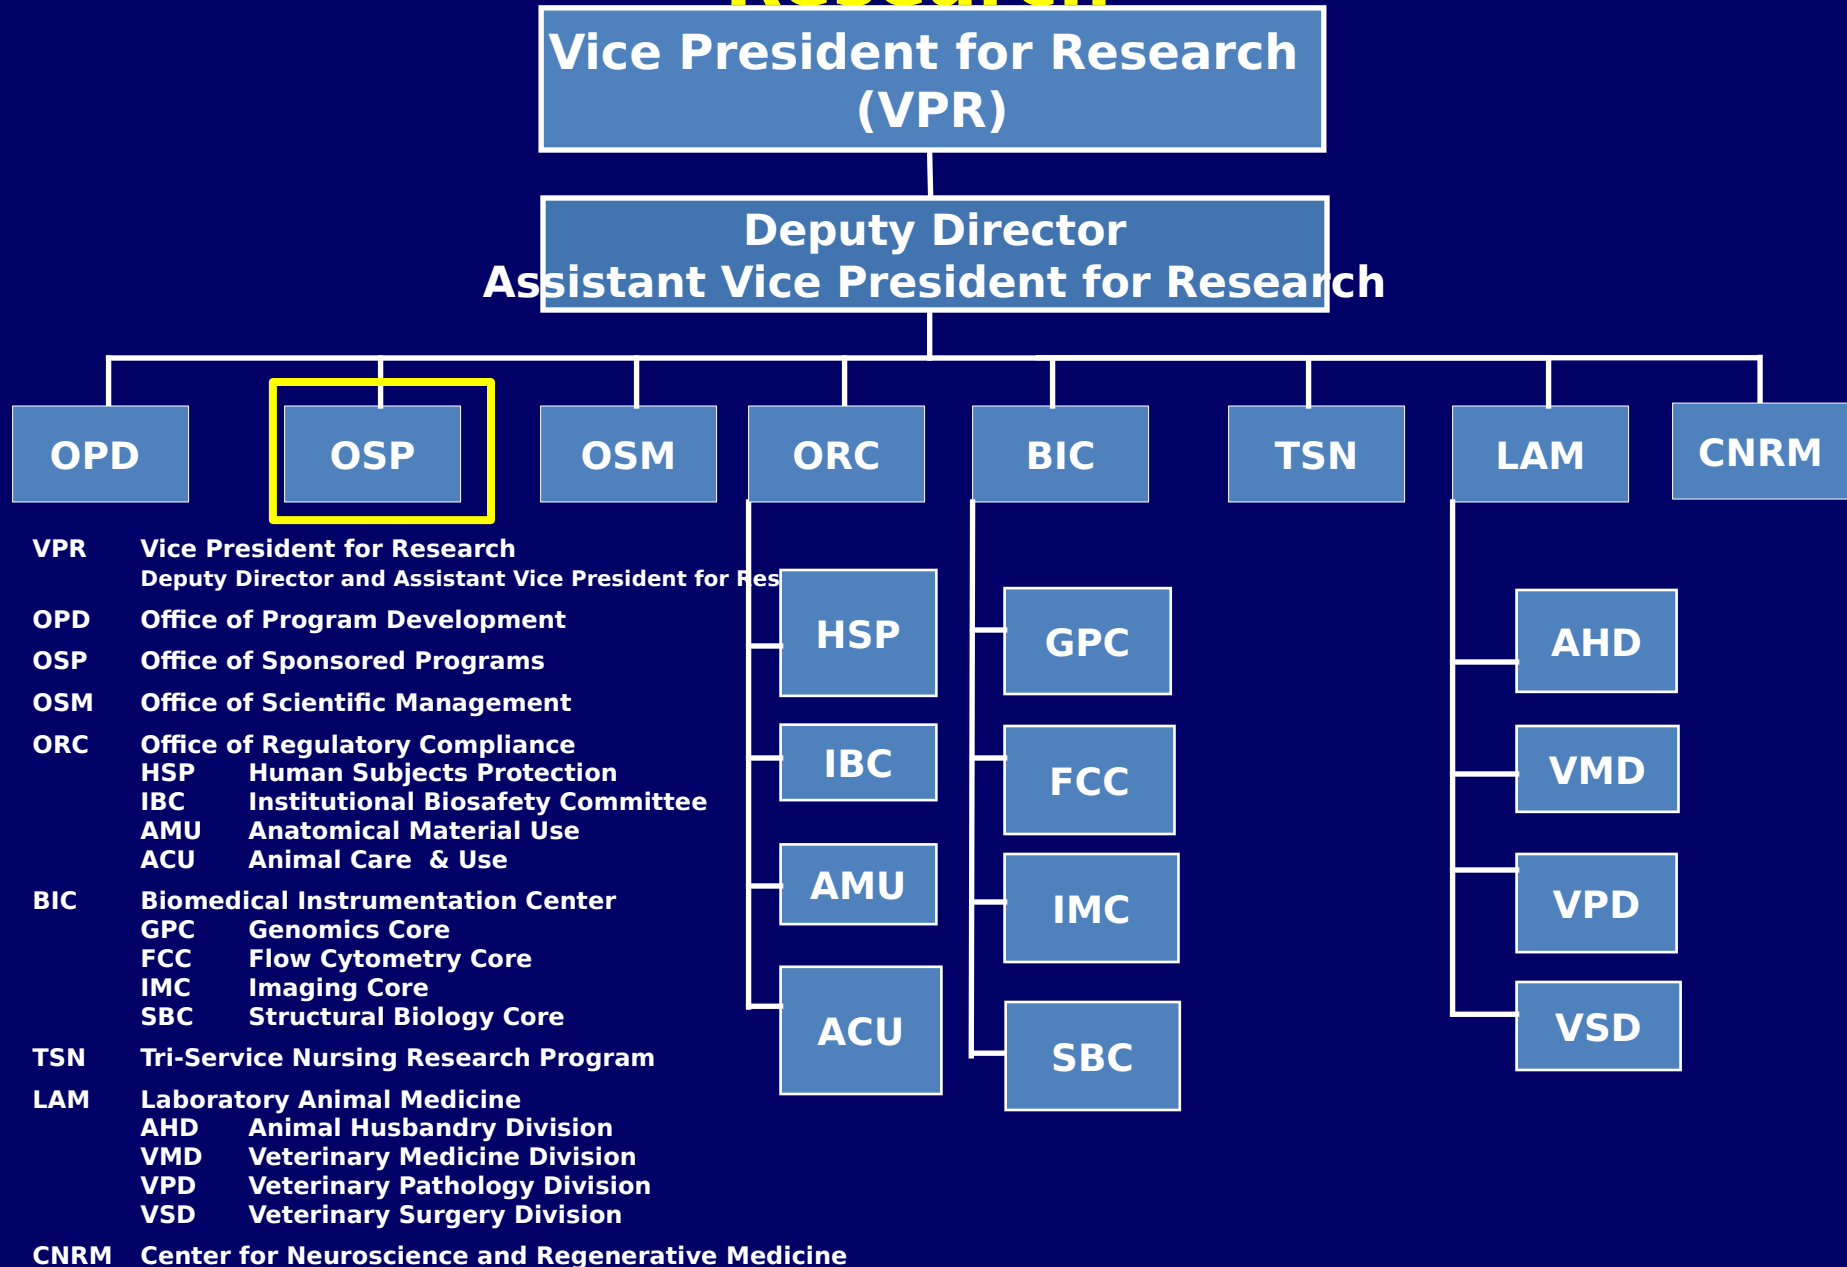 Research
Vice President for Research
(VPR)
Deputy Director
Assistant Vice President for Research
OPD
OSP
OSM
ORC
BIC
TSN
LAM
CNRM
VPR Vice President for Research
Deputy Director and Assistant Vice President for Res
OPD Office of Program Development
OSP Office of Sponsored Programs
OSM Office of Scientific Management
ORC Office of Regulatory Compliance
HSP Human Subjects Protection
IBC Institutional Biosafety Committee
AMU Anatomical Material Use
ACU Animal Care & Use
BIC Biomedical Instrumentation Center
GPC Genomics Core
FCC Flow Cytometry Core
IMC Imaging Core
SBC Structural Biology Core
TSN Tri-Service Nursing Research Program
LAM Laboratory Animal Medicine
AHD Animal Husbandry Division
VMD Veterinary Medicine Division
VPD Veterinary Pathology Division
VSD Veterinary Surgery Division
CNRM Center for Neuroscience and Regenerative Medicine
HSP
IBC
AMU
ACU
GPC
FCC
IMC
SBC
AHD
VMD
VPD
VSD